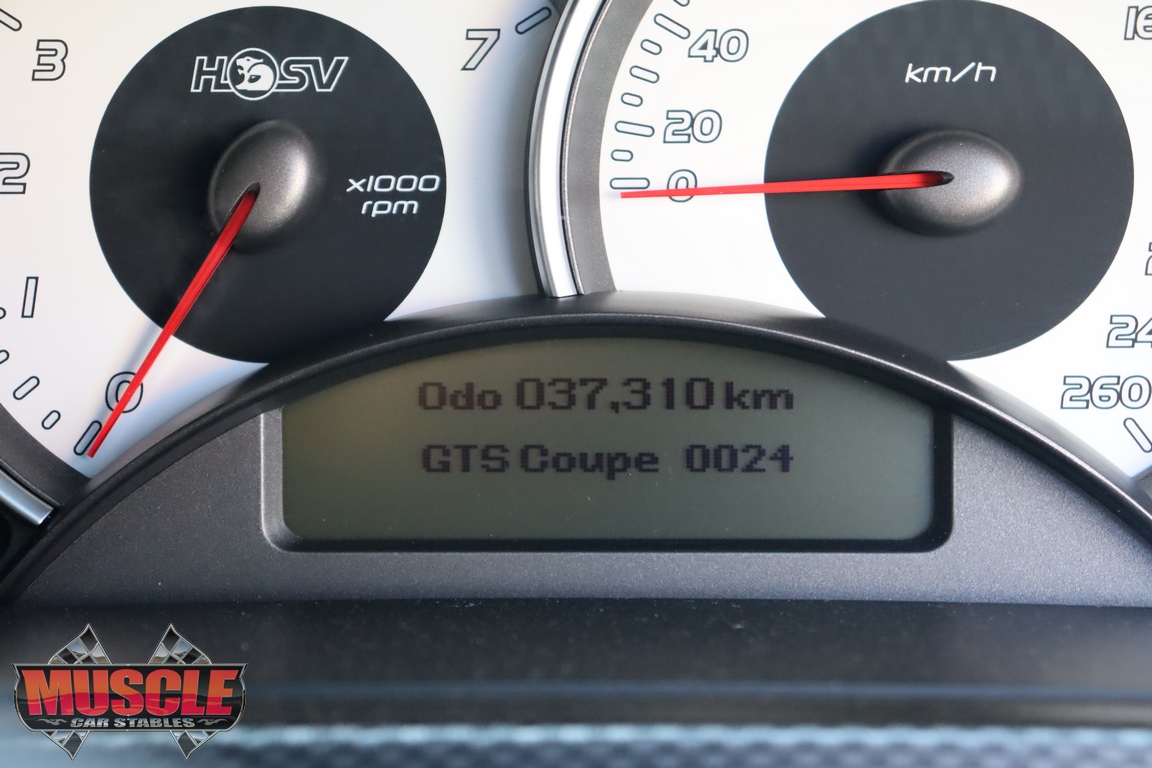 3
2
1
0
7
HSV
x1000
rpm
40
20
0
km/h
16
24
260
Odo 037,310 km
GTS Coupe 0024
MUSCLE
CAR STABLES